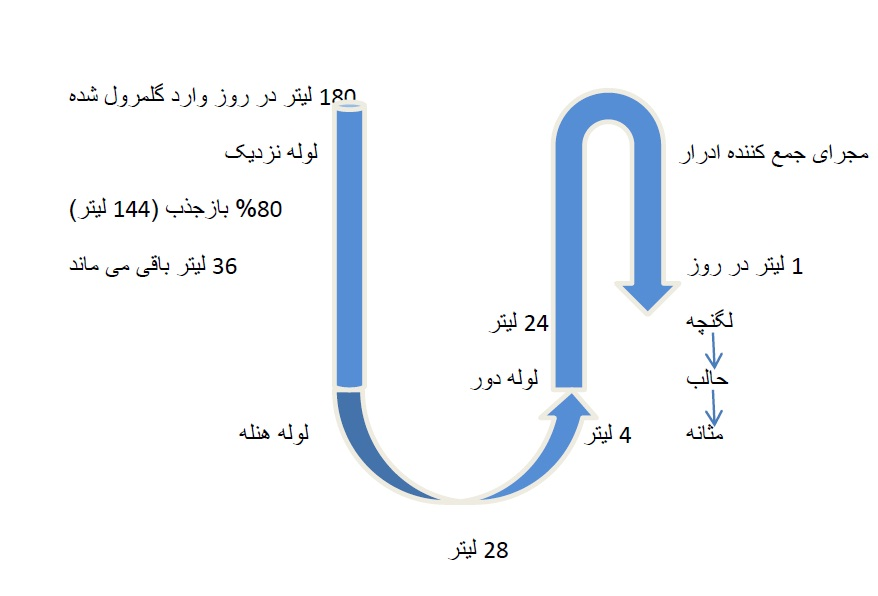 180 لیتر در روز وارد گلمرول شده
لوله نزدیک
مجرای جمع کننده ادرار
80% بازجذب (144 لیتر)
36 لیتر باقی می ماند
1 لیتر در روز
24 لیتر
لگنچه
لوله دور
حالب
لوله هنله
4 لیتر
مثانه
28 لیتر